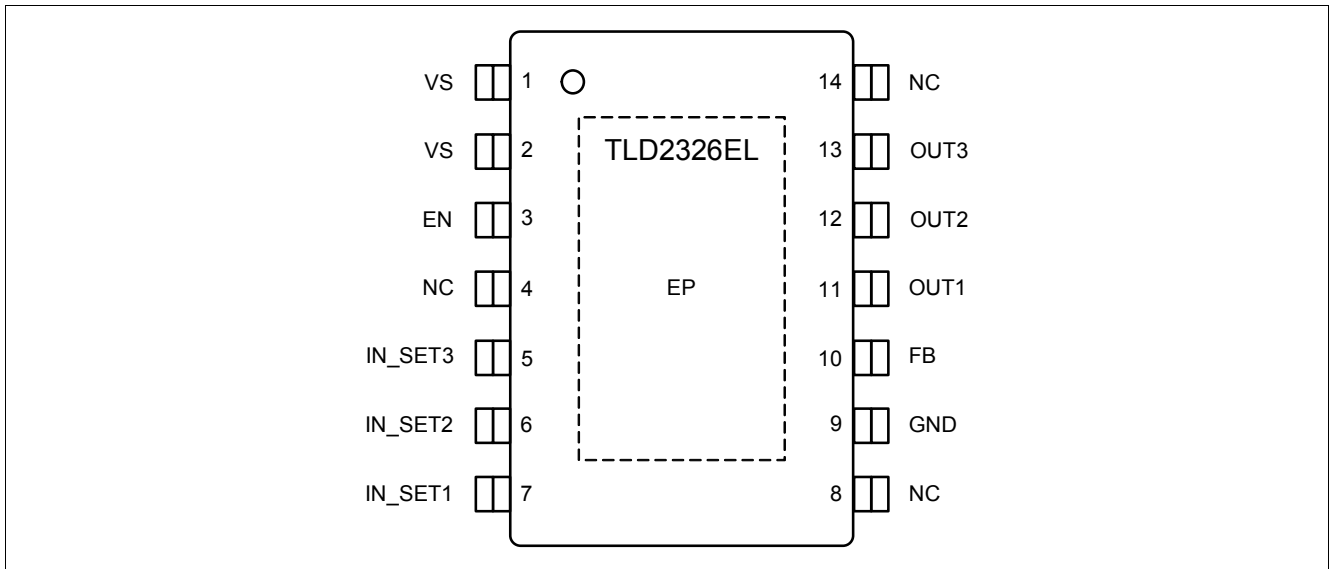 VS 1 14 NC
VS 2 TLD2326EL 13 OUT3
EN 3 12 OUT2
NC 4 EP 11 OUT1
IN_SET3 5 10 FB
IN_SET2 6 9 GND
IN_SET1 7 8 NC